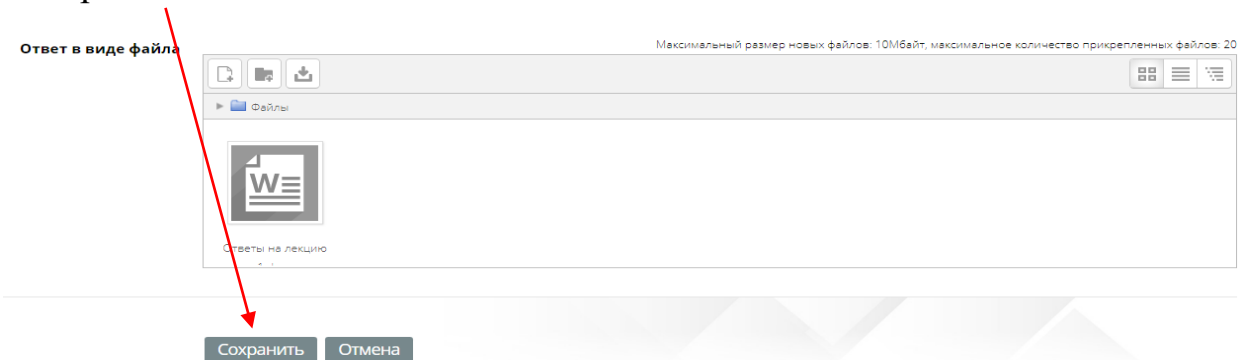 Ответ в виде файла
Максимальный размер новых файлов: 10Мбайт, максимальное количество прикрепленных файлов: 20
Файлы
W
Ответы на лекцию
Сохранить Отмена